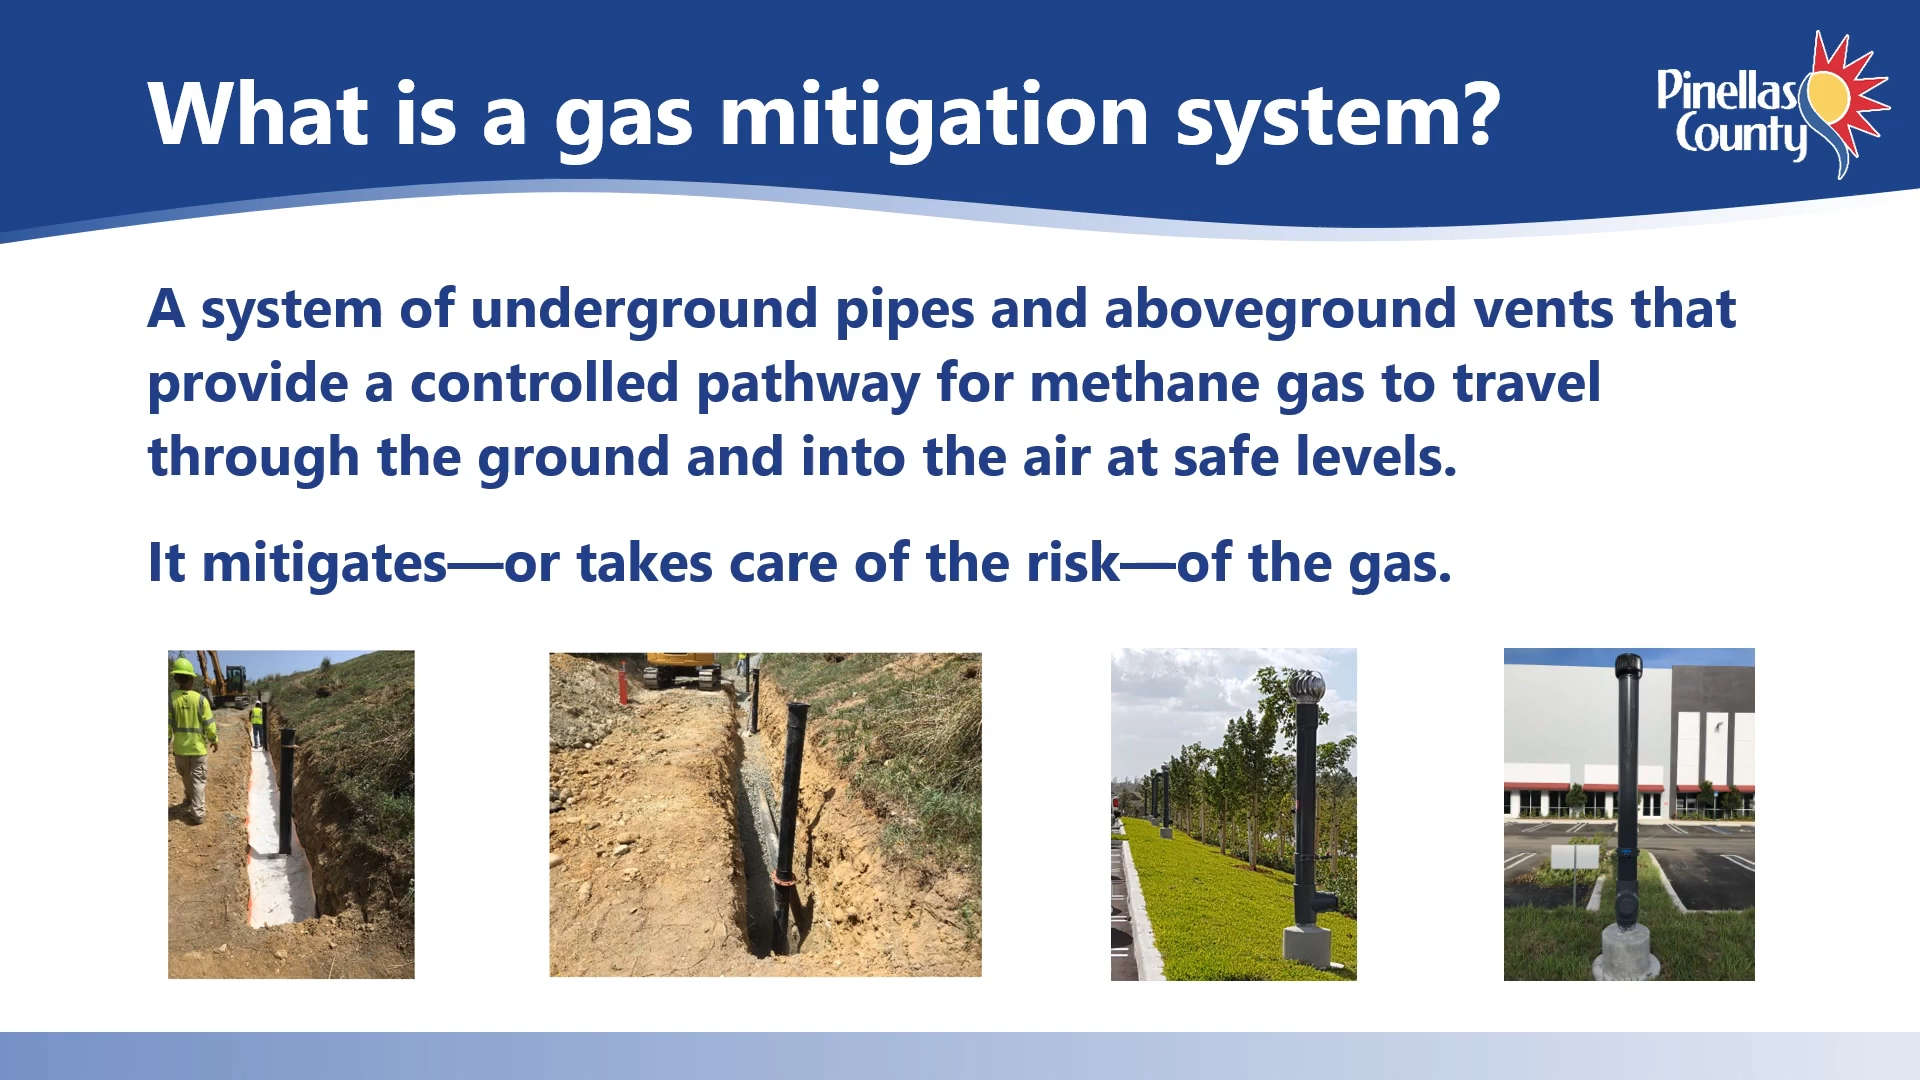 What is a gas mitigation system?
Pinellas
County
A system of underground pipes and aboveground vents that
provide a controlled pathway for methane gas to travel
through the ground and into the air at safe levels.
It mitigates—or takes care of the risk—of the gas.